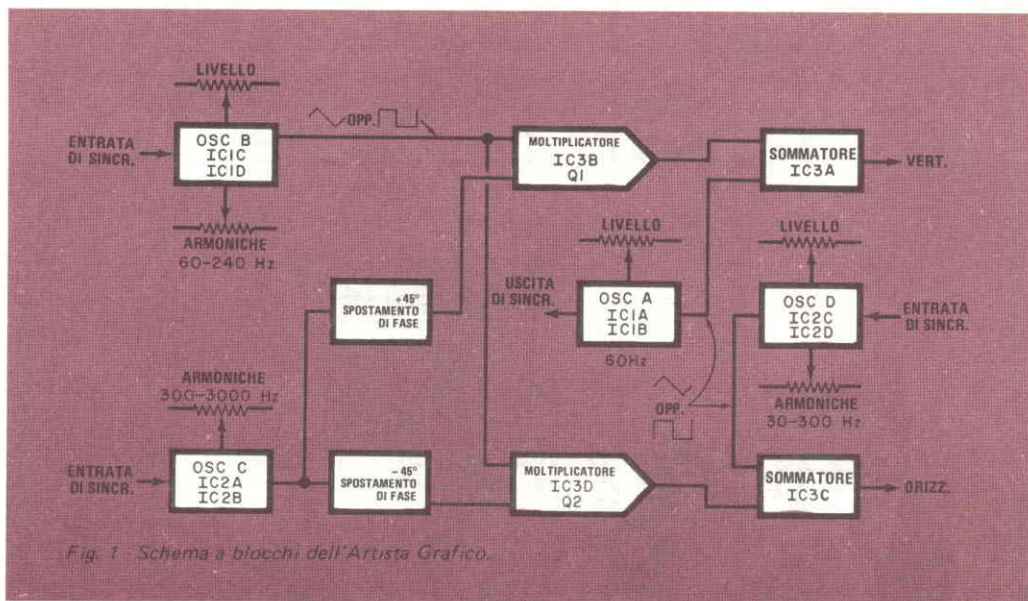 LIVELLO
OPP.
ENTRATA
DI SINCR.
OSC B
IC1C
IC1D
ARMONICHE
60-240 Hz
MOLTIPLICATORE
IC3B
Q1
SOMMATORE
IC3A
VERT.
+45°
SPOSTAMENTO
DI FASE
LIVELLO
USCITA
DI SINCR.
OSC A
IC1A
IC1B
60Hz
LIVELLO
OSC D
IC2C
IC2D
ENTRATA
DI SINCR.
ARMONICHE
30-300 Hz
OPP.
ARMONICHE
300-3000 Hz
ENTRATA
DI SINCR.
OSC C
IC2A
IC2B
-45°
SPOSTAMENTO
DI FASE
MOLTIPLICATORE
IC3D
Q2
SOMMATORE
IC3C
ORIZZ.
Fig. 1 - Schema a blocchi dell'Artista Grafico.